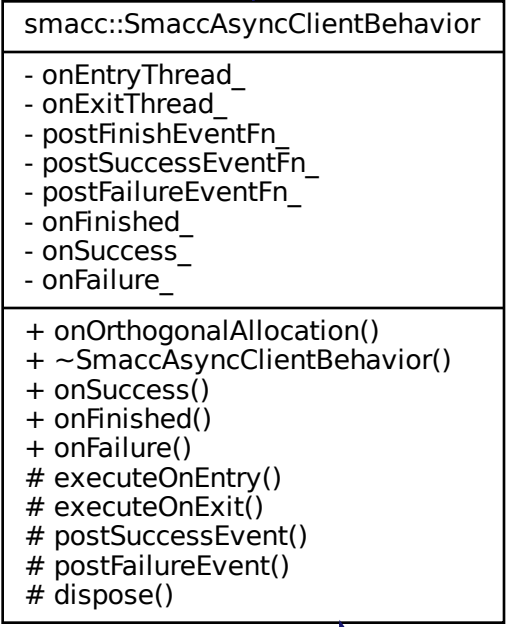 smacc::SmaccAsyncClientBehavior
- onEntryThread_
- onExitThread_
- postFinishEventFn_
- postSuccessEventFn_
- postFailureEventFn_
- onFinished_
- onSuccess_
- onFailure_
+ onOrthogonalAllocation()
+ ~SmaccAsyncClientBehavior()
+ onSuccess()
+ onFinished()
+ onFailure()
# executeOnEntry()
# executeOnExit()
# postSuccessEvent()
# postFailureEvent()
# dispose()